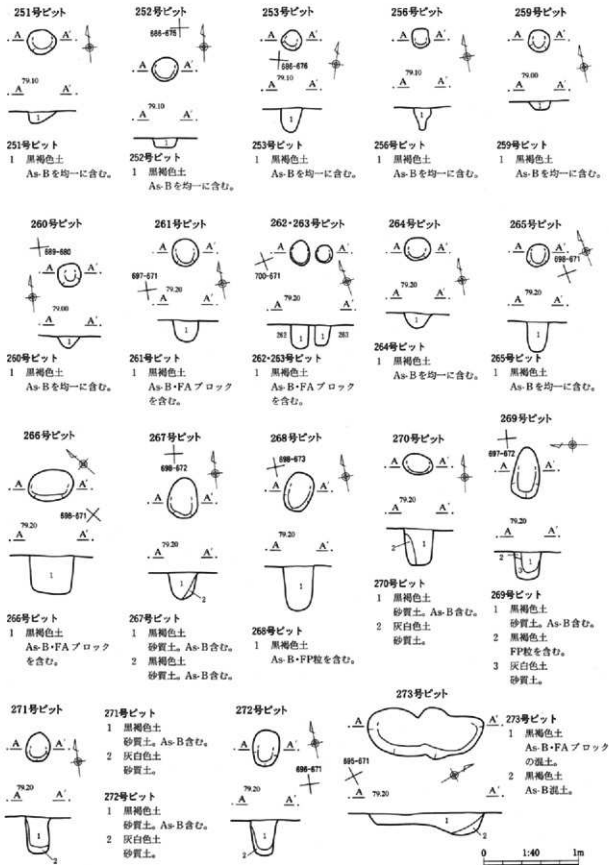 251号ピット
A A'
79.10
A A'
1
251号ピット
1 黒褐色土
As-Bを均一に含む。
252号ピット
686-675
A A'
79.10
A A'
1
252号ピット
1 黒褐色土
As-Bを均一に含む。
253号ピット
A A'
686-676
79.10
A A'
1
253号ピット
1 黒褐色土
As-Bを均一に含む。
256号ピット
A A'
79.10
A A'
1
256号ピット
1 黒褐色土
As-Bを均一に含む。
259号ピット
A A'
79.00
A A'
1
259号ピット
1 黒褐色土
As-Bを均一に含む。
260号ピット
689-680
A A'
79.00
A A'
1
260号ピット
1 黒褐色土
As-Bを均一に含む。
261号ピット
A A'
697-671
79.20
A A'
1
261号ピット
1 黒褐色土
As-B・FAブロック
を含む。
262・263号ピット
A A'
700-671
79.20
A A'
262 1 1 263
262・263号ピット
1 黒褐色土
As-B・FAブロック
を含む。
264号ピット
A A'
79.20
A A'
1
264号ピット
1 黒褐色土
As-Bを均一に含む。
265号ピット
A A'
698-671
79.20
A A'
1
265号ピット
1 黒褐色土
As-Bを均一に含む。
266号ピット
A A'
696-671
79.20
A A'
1
266号ピット
1 黒褐色土
As-B・FAブロック
を含む。
267号ピット
698-672
A A'
79.20
A A'
1
2
267号ピット
1 黒褐色土
砂質土。As-B含む。
2 黒褐色土
砂質土。As-B含む。
268号ピット
698-673
A A'
79.20
A A'
1
268号ピット
1 黒褐色土
As-B・FP粒を含む。
270号ピット
A A'
79.20
A A'
2 1
270号ピット
1 黒褐色土
砂質土。As-B含む。
2 灰白色土
砂質土。
269号ピット
697-672
A A'
79.20
A A'
2 1
3
269号ピット
1 黒褐色土
砂質土。As-B含む。
2 黒褐色土
FP粒を含む。
3 灰白色土
砂質土。
271号ピット
A A'
79.20
A A'
1
2
271号ピット
1 黒褐色土
砂質土。As-B含む。
2 灰白色土
砂質土。
272号ピット
1 黒褐色土
砂質土。As-B含む。
2 灰白色土
砂質土。
272号ピット
A A'
696-671
79.20
A A'
1
2
273号ピット
A A'
695-671
A 79.20 A'
1
2
273号ピット
1 黒褐色土
As-B・FAブロック
の混土。
2 黒褐色土
As-B混土。
0 1:40 1m